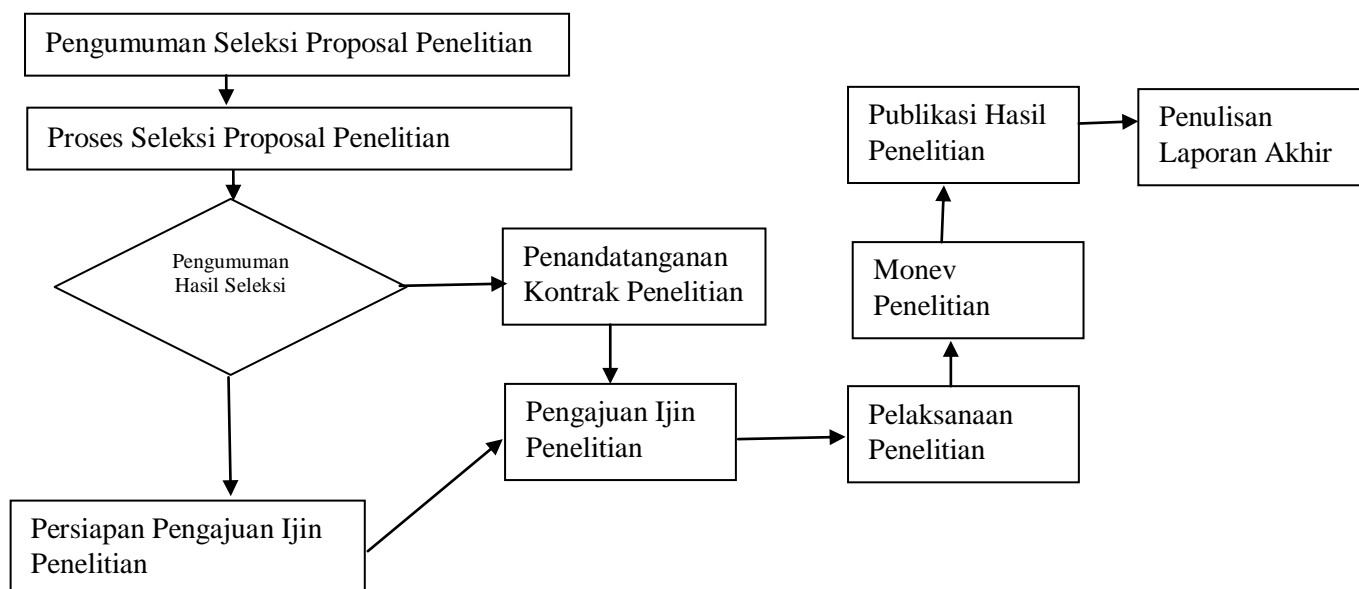 Pengumuman Seleksi Proposal Penelitian
Proses Seleksi Proposal Penelitian
Pengumuman
Hasil Seleksi
Persiapan Pengajuan Ijin
Penelitian
Penandatanganan
Kontrak Penelitian
Pengajuan Ijin
Penelitian
Pelaksanaan
Penelitian
Monev
Penelitian
Publikasi Hasil
Penelitian
Penulisan
Laporan Akhir